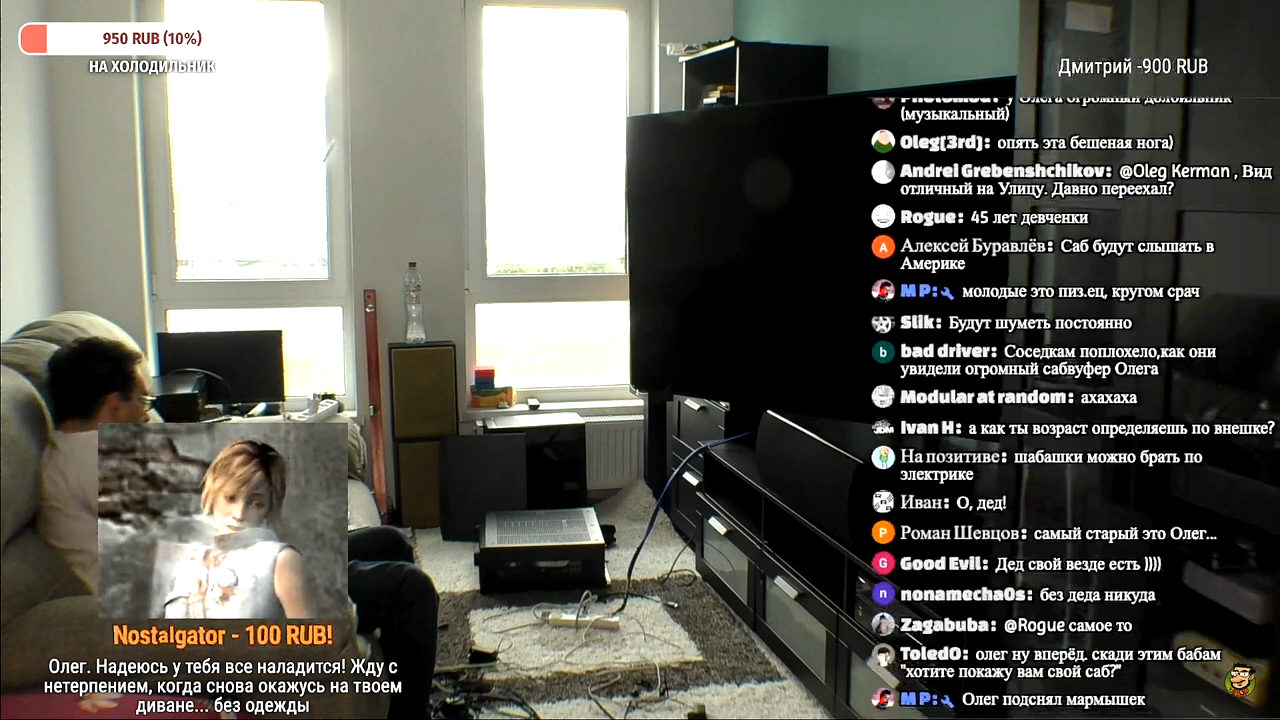 950 RUB (10%)
НА ХОЛОДИЛЬНИК
Дмитрий -900 RUB
у Олега огромный
(музыкальный)
Oleg[3rd]: опять эта бешеная нога)
Andrei Grebenshchikov: @Oleg Kerman , Вид
отличный на Улицу. Давно переехал?
Rogue: 45 лет девченки
Алексей Буравлёв: Саб будут слышать в
Америке
M P: молодые это пиз.ец, кругом срач
Slik: Будут шуметь постоянно
bad driver: Соседкам поплохело,как они
увидели огромный сабвуфер Олега
Modular at random: ахахаха
Ivan H: а как ты возраст определяешь по внешке?
На позитиве: шабашки можно брать по
электрике
Иван: О, дед!
Роман Шевцов: самый старый это Олег...
Good Evil: Дед свой везде есть ))))
nonamecha0s: без деда никуда
Zagabuba: @Rogue самое то
ToledO: олег ну вперёд. скади этим бабам
"хотите покажу вам свой саб?"
M P: Олег подснял мармышек
Nostalgator - 100 RUB!
Олег. Надеюсь у тебя все наладится! Жду с
нетерпением, когда снова окажусь на твоем
диване... без одежды